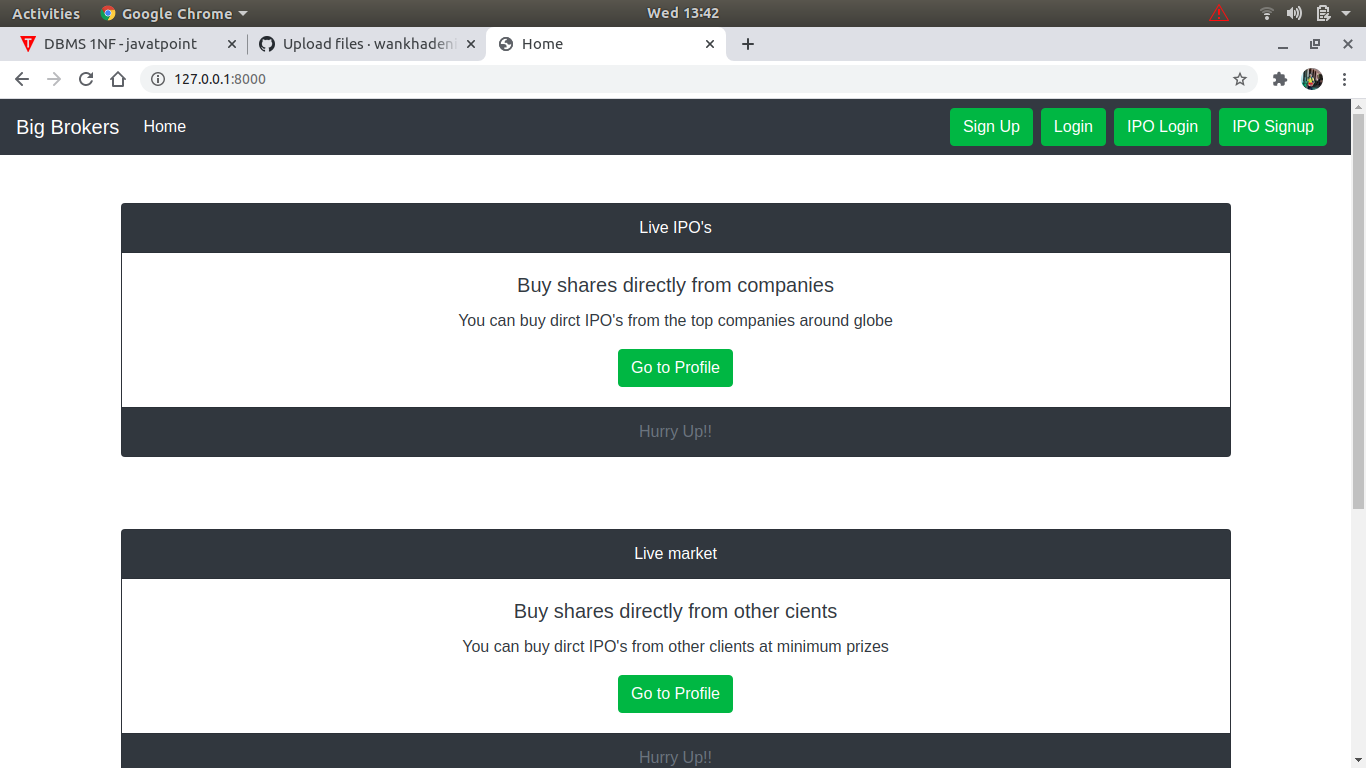 Activities Google Chrome Wed 13:42
DBMS 1NF - javatpoint Upload files · wankhaden Home
127.0.0.1:8000
Big Brokers Home Sign Up Login IPO Login IPO Signup
Live IPO's
Buy shares directly from companies
You can buy dirct IPO's from the top companies around globe
Go to Profile
Hurry Up!!
Live market
Buy shares directly from other cients
You can buy dirct IPO's from other clients at minimum prizes
Go to Profile
Hurry Up!!